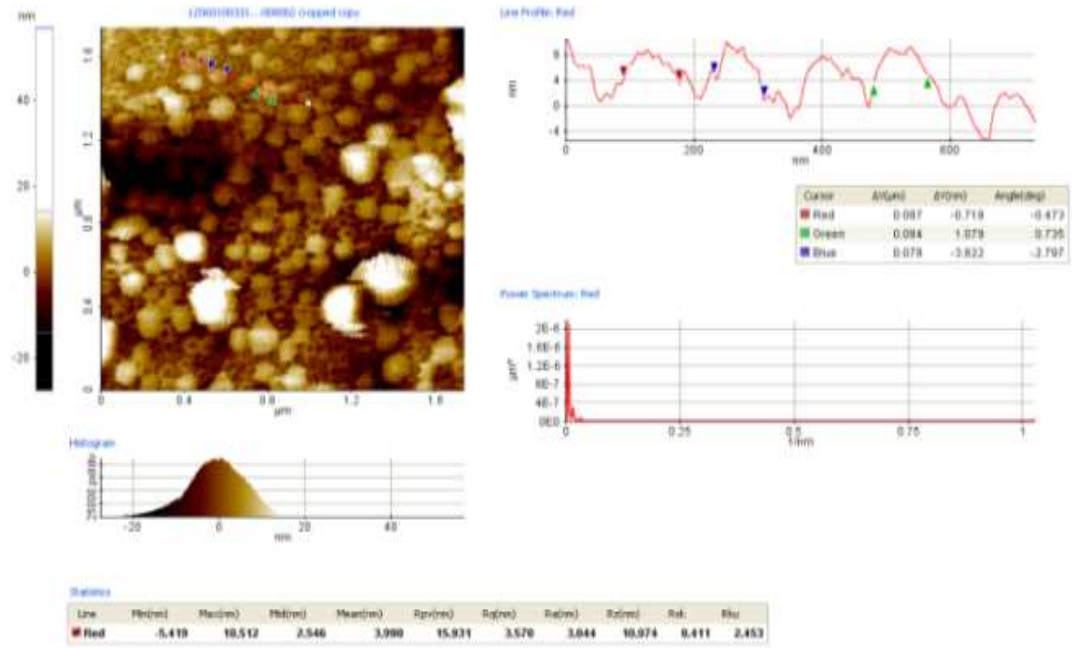 nm
cropped copy
Line Profile: Red
1.6
1.2
0.8
0.4
0
40
20
0
-20
µm
0 0.4 0.8 1.2 1.6
µm
nm
8
4
0
-4
0 200 400 600
nm
Cursor ΔX(µm) ΔY(nm) Angle(deg)
Red 0.087 -0.718 -0.473
Green 0.084 1.079 0.735
Blue 0.079 -3.822 -2.797
Power Spectrum: Red
µm²
2E-6
1.6E-6
1.2E-6
8E-7
4E-7
0E0
0 0.25 0.5 0.75 1
1/nm
Histogram
-20 0 20 40
nm
Statistics
Line Min(nm) Max(nm) Mid(nm) Mean(nm) Rpv(nm) Rq(nm) Ra(nm) Rz(nm) Rsk Rku
Red -5.419 10.512 2.546 3.990 15.931 3.570 3.044 10.974 0.411 2.453